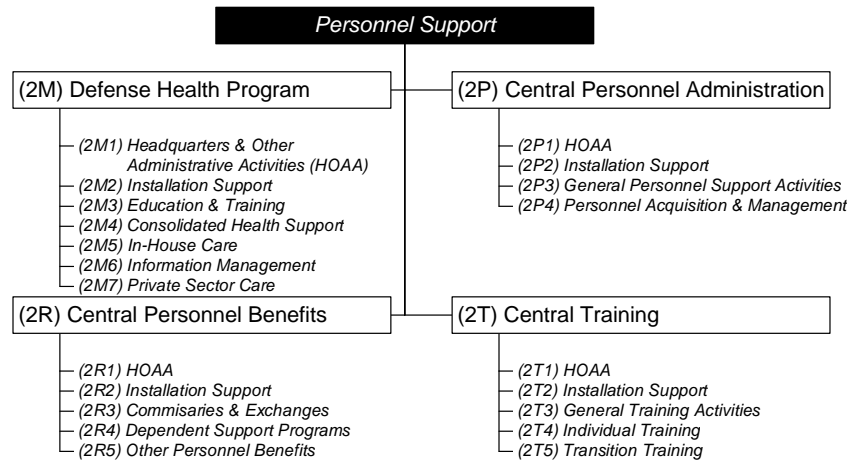 Personnel Support
(2M) Defense Health Program
(2M1) Headquarters & Other
Administrative Activities (HOAA)
(2M2) Installation Support
(2M3) Education & Training
(2M4) Consolidated Health Support
(2M5) In-House Care
(2M6) Information Management
(2M7) Private Sector Care
(2P) Central Personnel Administration
(2P1) HOAA
(2P2) Installation Support
(2P3) General Personnel Support Activities
(2P4) Personnel Acquisition & Management
(2R) Central Personnel Benefits
(2R1) HOAA
(2R2) Installation Support
(2R3) Commisaries & Exchanges
(2R4) Dependent Support Programs
(2R5) Other Personnel Benefits
(2T) Central Training
(2T1) HOAA
(2T2) Installation Support
(2T3) General Training Activities
(2T4) Individual Training
(2T5) Transition Training